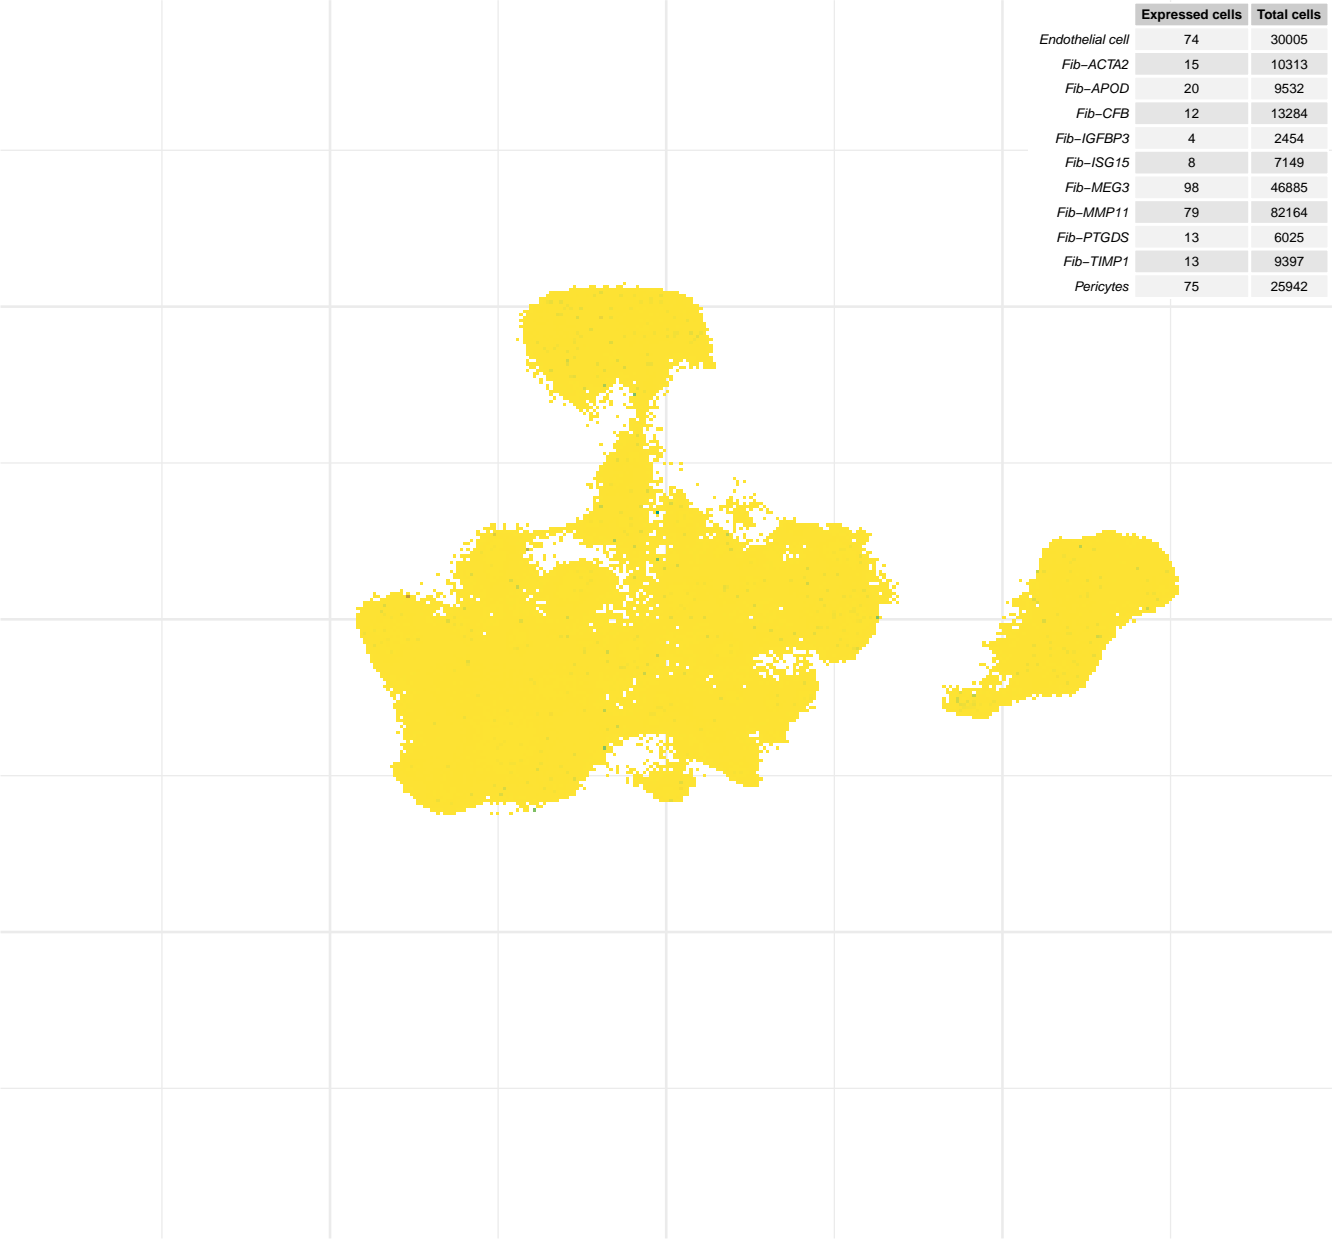 Expressed cells Total cells
Endothelial cell 74 30005
Fib−ACTA2 15 10313
Fib−APOD 20 9532
Fib−CFB 12 13284
Fib−IGFBP3 4 2454
Fib−ISG15 8 7149
Fib−MEG3 98 46885
Fib−MMP11 79 82164
Fib−PTGDS 13 6025
Fib−TIMP1 13 9397
Pericytes 75 25942